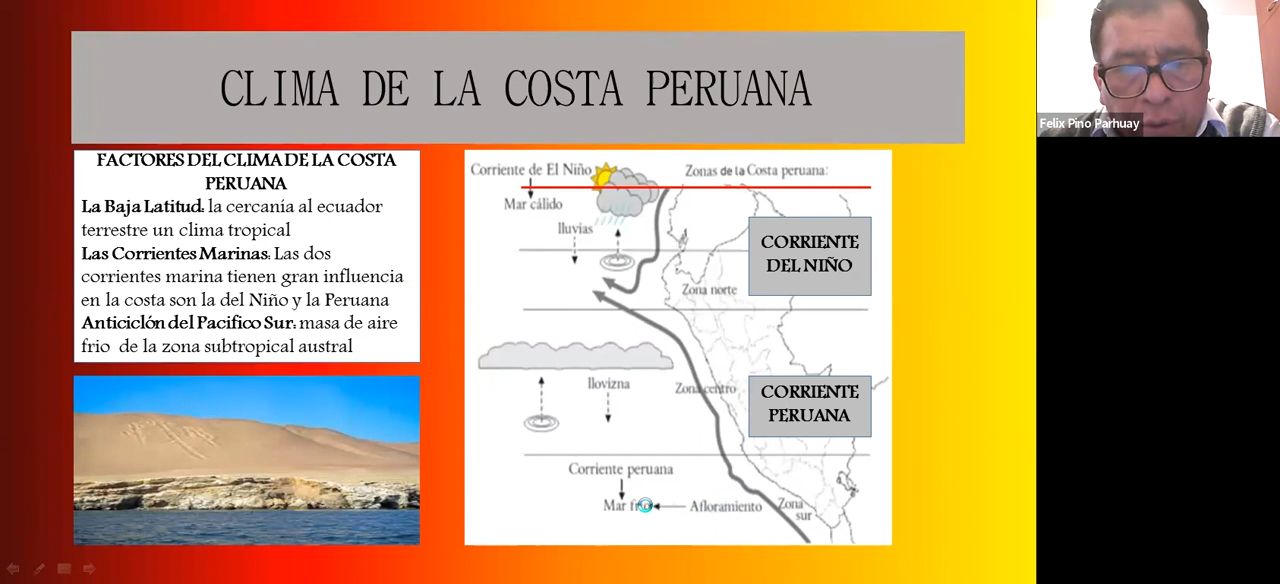 CLIMA DE LA COSTA PERUANA
FACTORES DEL CLIMA DE LA COSTA
PERUANA
La Baja Latitud: la cercanía al ecuador
terrestre un clima tropical
Las Corrientes Marinas: Las dos
corrientes marina tienen gran influencia
en la costa son la del Niño y la Peruana
Anticiclón del Pacifico Sur: masa de aire
frio de la zona subtropical austral
Corriente de El Niño
Mar cálido
lluvias
Zonas de la Costa peruana:
CORRIENTE
DEL NIÑO
Zona norte
llovizna
Zona centro
CORRIENTE
PERUANA
Corriente peruana
Mar frío
Afloramiento
Zona
sur
Felix Pino Parhuay